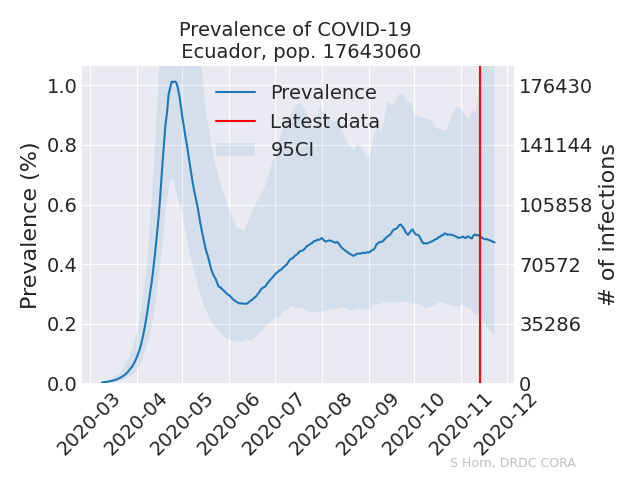 Prevalence of COVID-19
Ecuador, pop. 17643060
Prevalence
Latest data
95CI
Prevalence (%)
1.0
0.8
0.6
0.4
0.2
0.0
176430
141144
105858
70572
35286
0
# of infections
2020-03
2020-04
2020-05
2020-06
2020-07
2020-08
2020-09
2020-10
2020-11
2020-12
S Horn, DRDC CORA